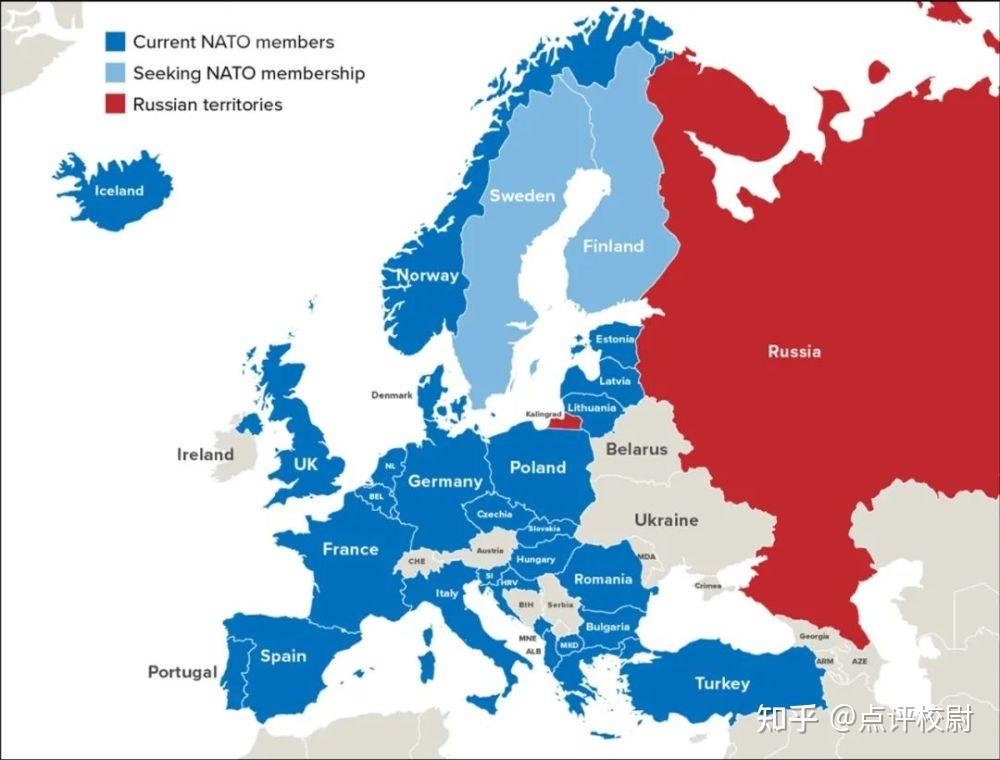 Current NATO members
Seeking NATO membership
Russian territories
Iceland
Sweden
Finland
Norway
Russia
Estonia
Latvia
Lithuania
Denmark
Kalingrad
Belarus
Ireland
UK
NL
BEL
Germany
Poland
Ukraine
Czechia
Slovakia
France
CHE
Austria
Hungary
MDA
Romania
Crimea
SI
HRV
Italy
BIH
Serbia
Bulgaria
Georgia
MNE
ALB
MKD
ARM
AZE
Portugal
Spain
Turkey
知乎 @点评校尉